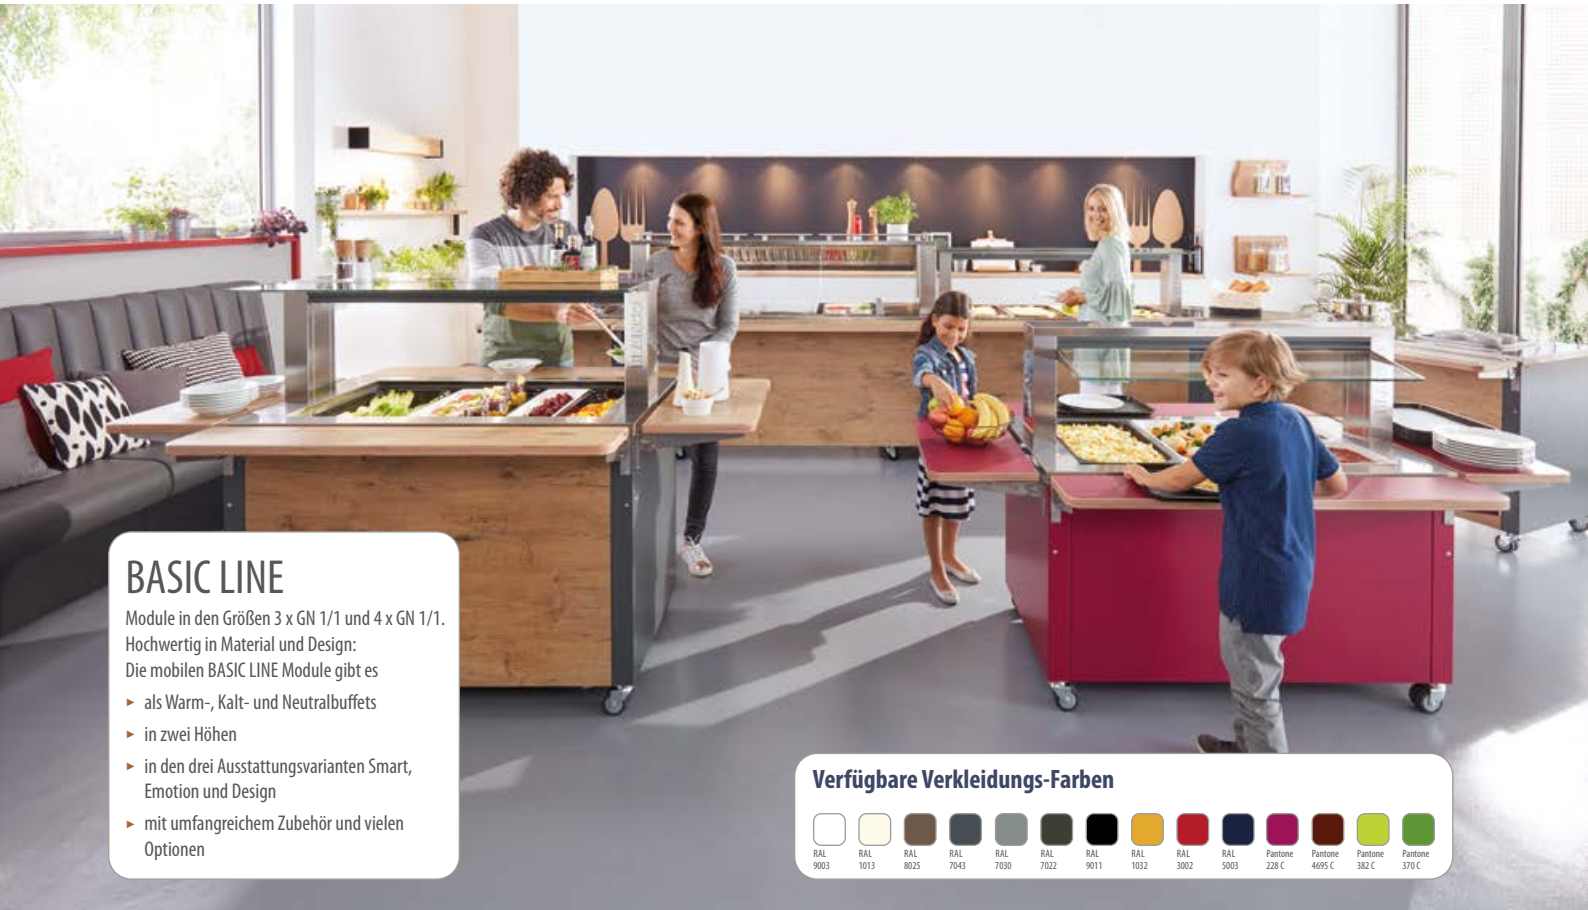 BASIC LINE
Module in den Größen 3 x GN 1/1 und 4 x GN 1/1.
Hochwertig in Material und Design:
Die mobilen BASIC LINE Module gibt es
► als Warm-, Kalt- und Neutralbuffets
► in zwei Höhen
► in den drei Ausstattungsvarianten Smart,
Emotion und Design
► mit umfangreichem Zubehör und vielen
Optionen
Verfügbare Verkleidungs-Farben
RAL 9003
RAL 1013
RAL 8025
RAL 7043
RAL 7030
RAL 7022
RAL 9011
RAL 1032
RAL 3002
RAL 5003
Pantone 228 C
Pantone 4695 C
Pantone 382 C
Pantone 370 C